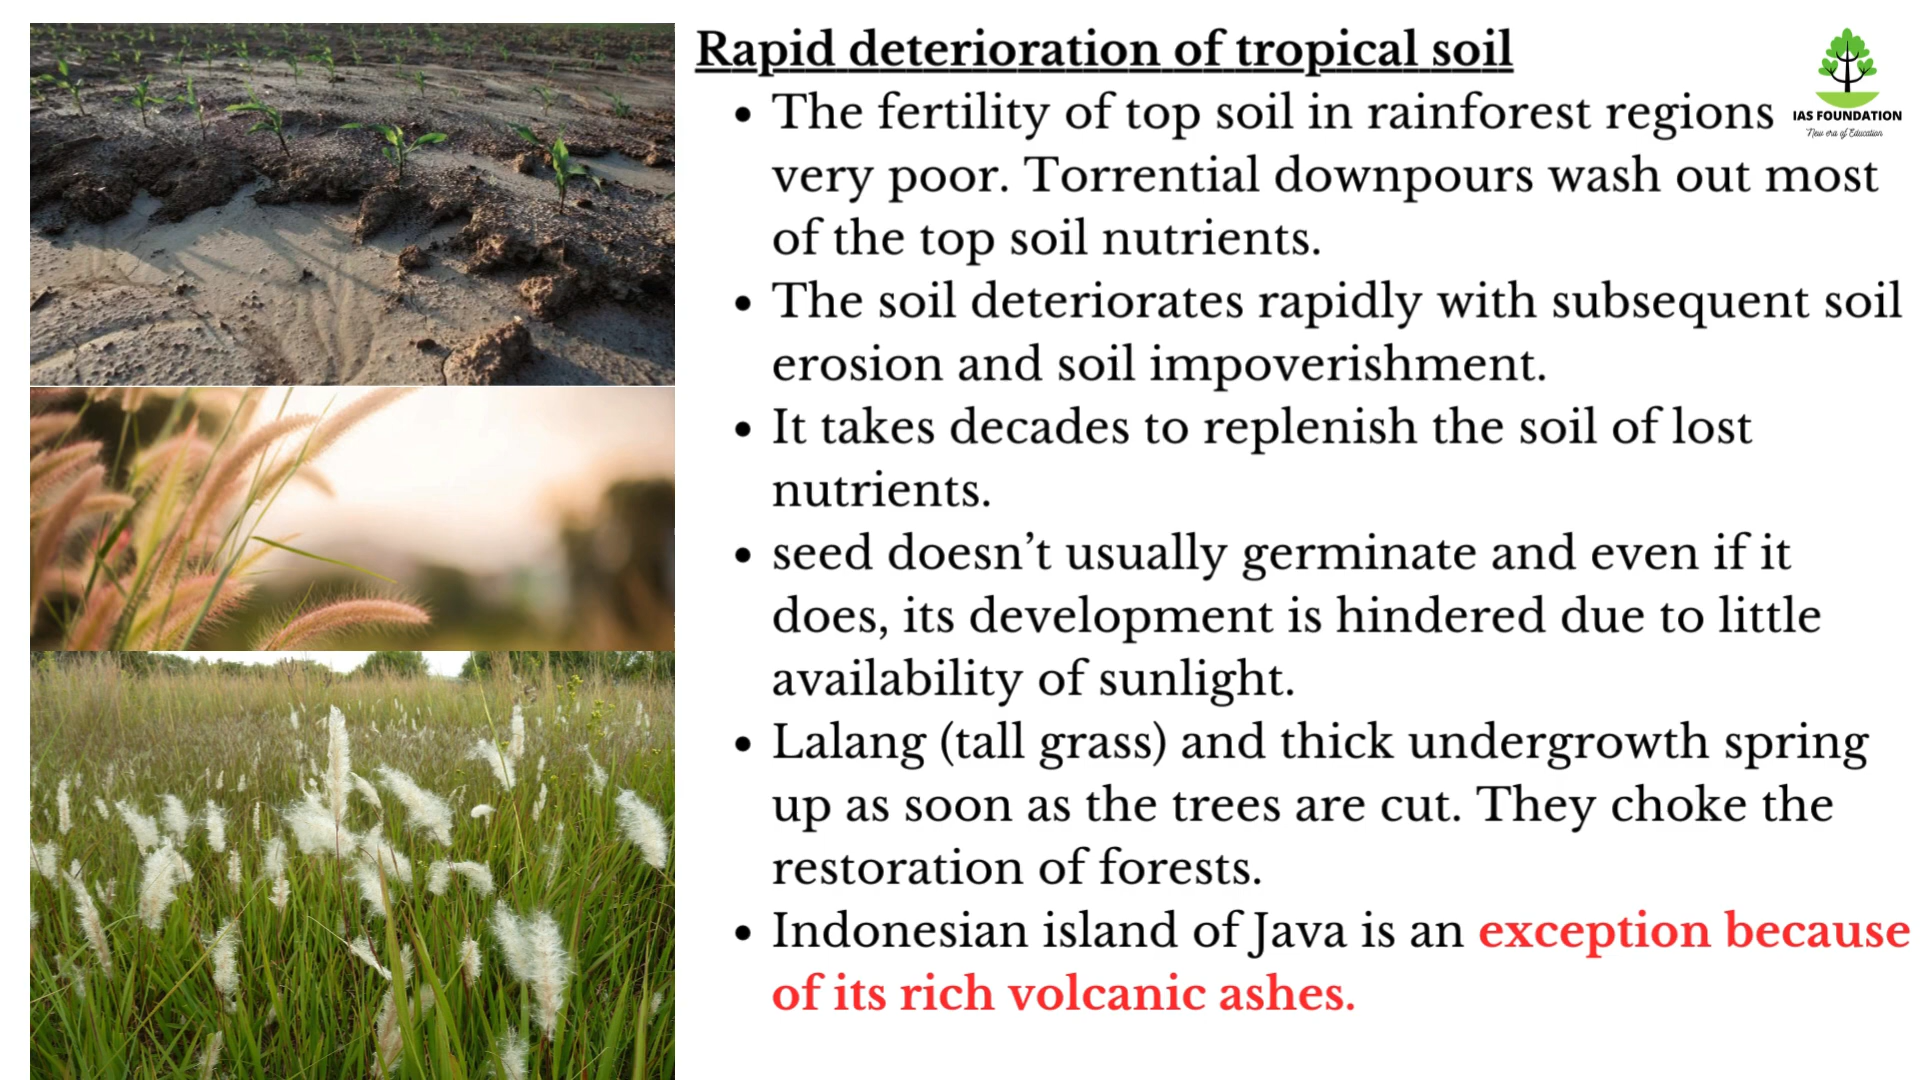 Rapid deterioration of tropical soil
• The fertility of top soil in rainforest regions
very poor. Torrential downpours wash out most
of the top soil nutrients.
• The soil deteriorates rapidly with subsequent soil
erosion and soil impoverishment.
• It takes decades to replenish the soil of lost
nutrients.
• seed doesn’t usually germinate and even if it
does, its development is hindered due to little
availability of sunlight.
• Lalang (tall grass) and thick undergrowth spring
up as soon as the trees are cut. They choke the
restoration of forests.
• Indonesian island of Java is an exception because
of its rich volcanic ashes.
IAS FOUNDATION
New era of Education